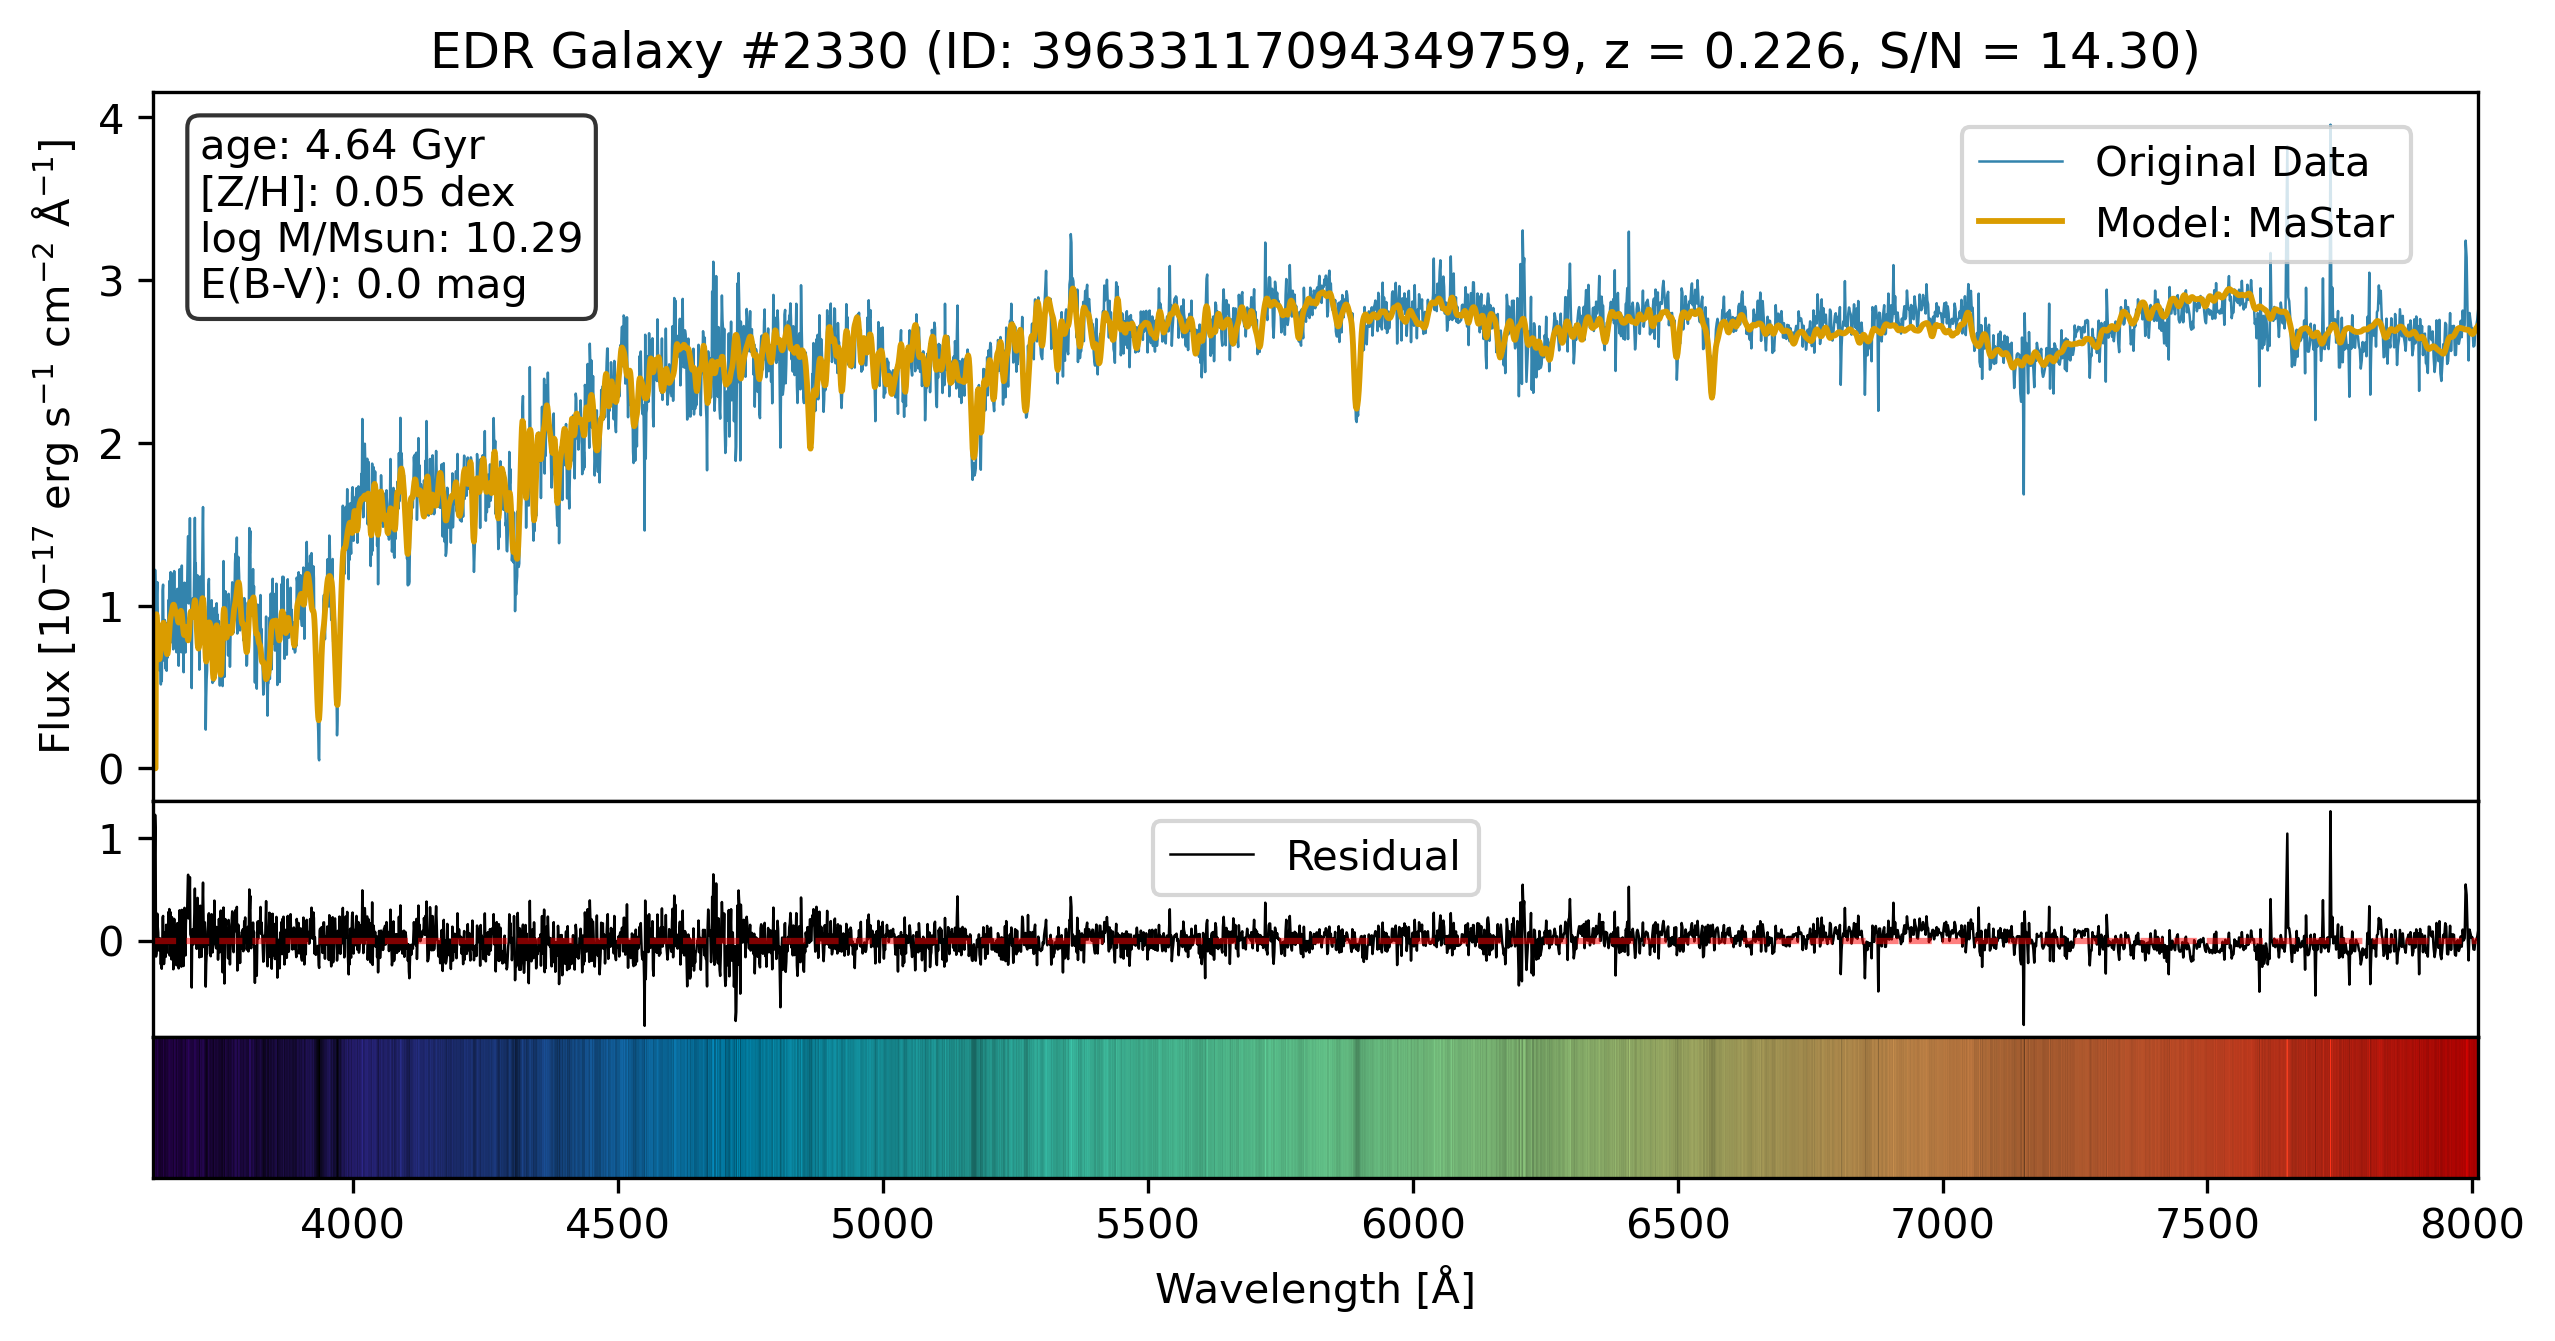 EDR Galaxy #2330 (ID: 39633117094349759, z = 0.226, S/N = 14.30)
age: 4.64 Gyr
[Z/H]: 0.05 dex
log M/Msun: 10.29
E(B-V): 0.0 mag
Original Data
Model: MaStar
Flux [10⁻¹⁷ erg s⁻¹ cm⁻² Å⁻¹]
4
3
2
1
0
Residual
1
0
4000 4500 5000 5500 6000 6500 7000 7500 8000
Wavelength [Å]